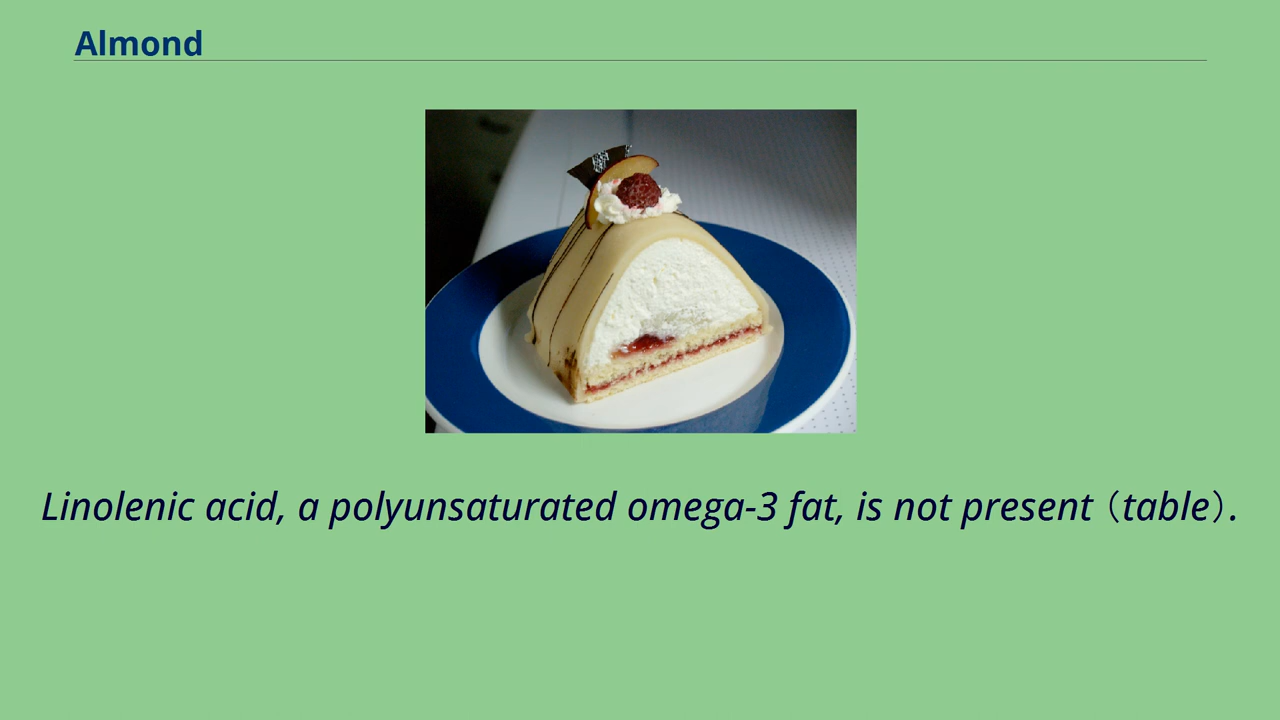 Almond
Linolenic acid, a polyunsaturated omega-3 fat, is not present（table）.